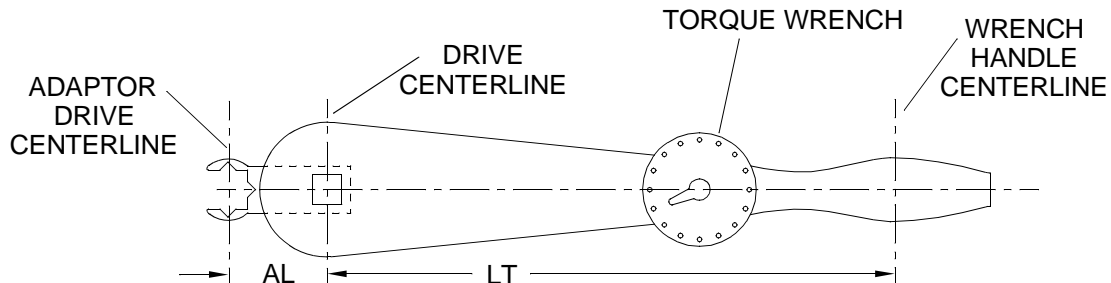 TORQUE WRENCH
WRENCH
HANDLE
CENTERLINE
DRIVE
CENTERLINE
ADAPTOR
DRIVE
CENTERLINE
AL
LT